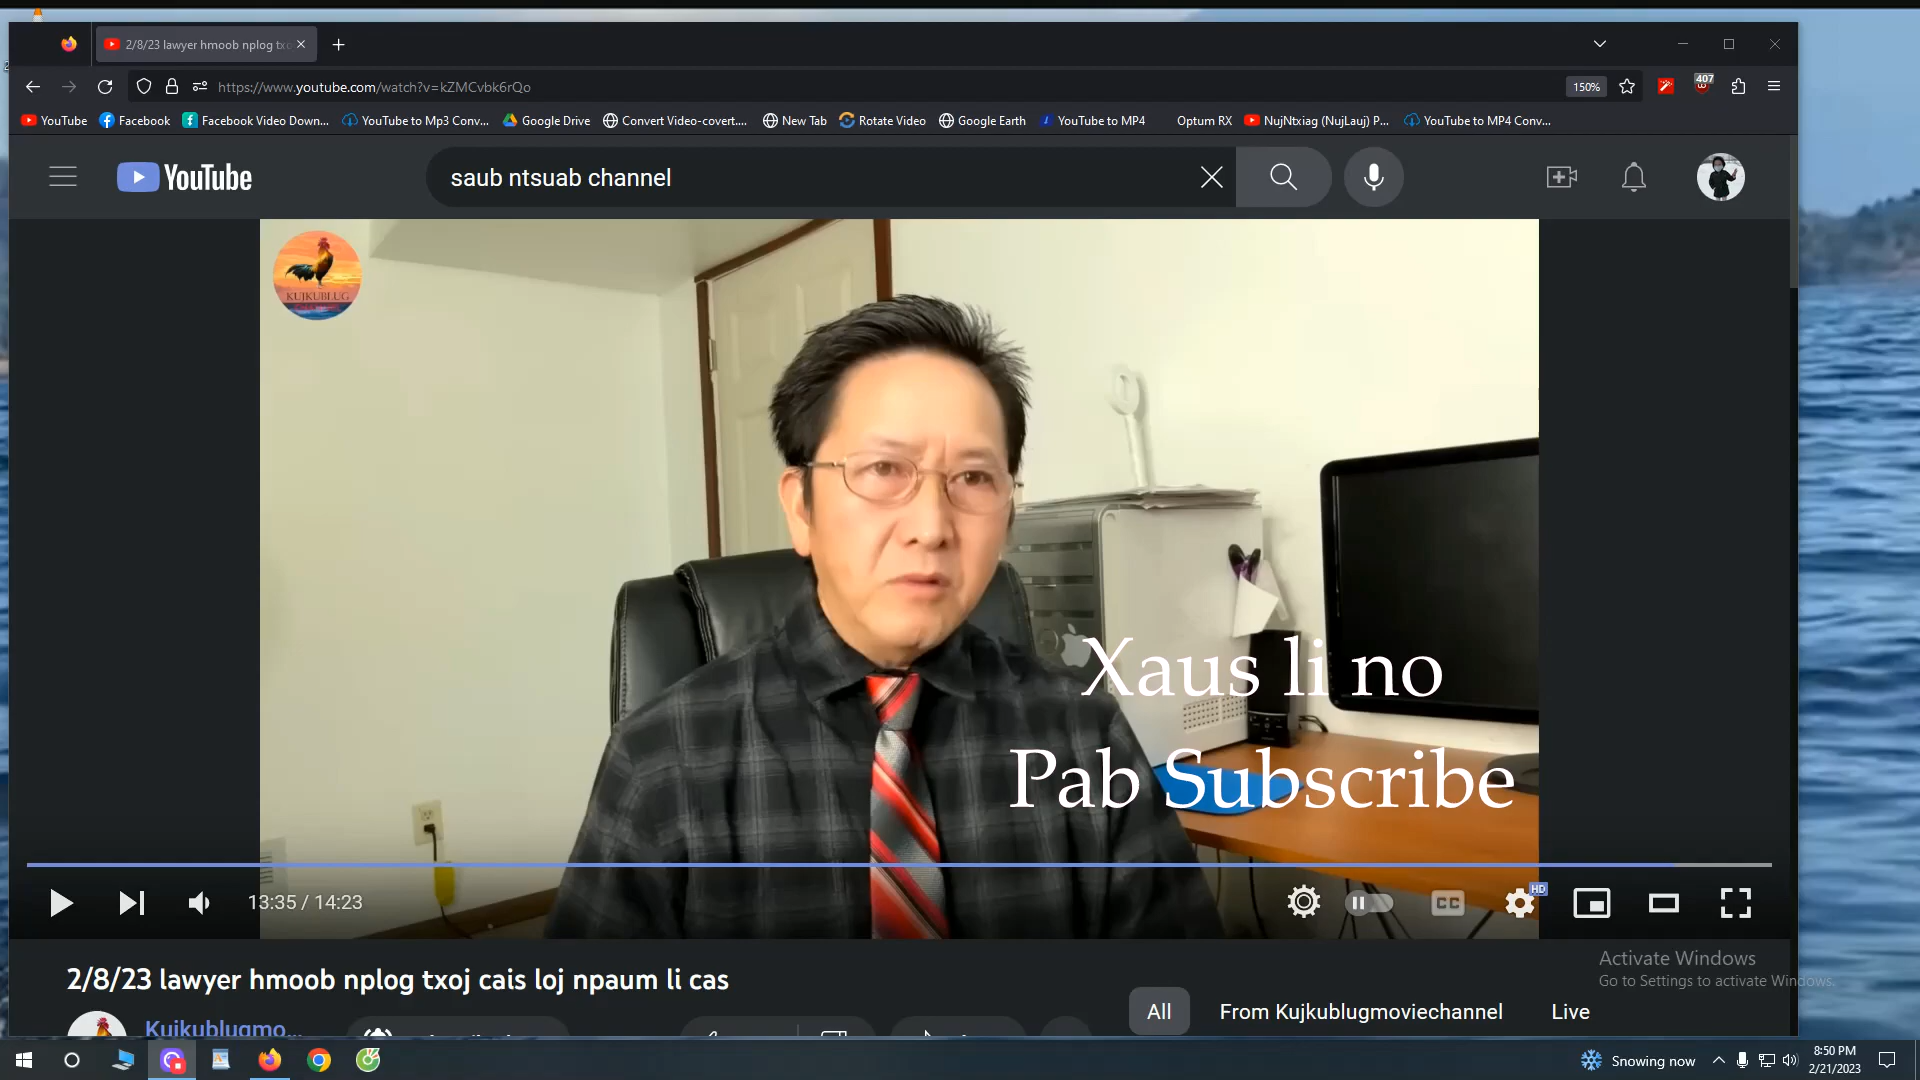 2/8/23 lawyer hmoob nplog txo
https://www.youtube.com/watch?v=kZMCvbk6rQo
150%
407
YouTube
Facebook
Facebook Video Down...
YouTube to Mp3 Conv...
Google Drive
Convert Video-covert....
New Tab
Rotate Video
Google Earth
YouTube to MP4
Optum RX
NujNtxiag (NujLauj) P...
YouTube to MP4 Conv...
YouTube
saub ntsuab channel
KUJKUBLUG
Xaus li no
Pab Subscribe
13:35 / 14:23
CC
HD
2/8/23 lawyer hmoob nplog txoj cais loj npaum li cas
Activate Windows
Go to Settings to activate Windows.
Kujkublugmo...
All
From Kujkublugmoviechannel
Live
Snowing now
8:50 PM
2/21/2023